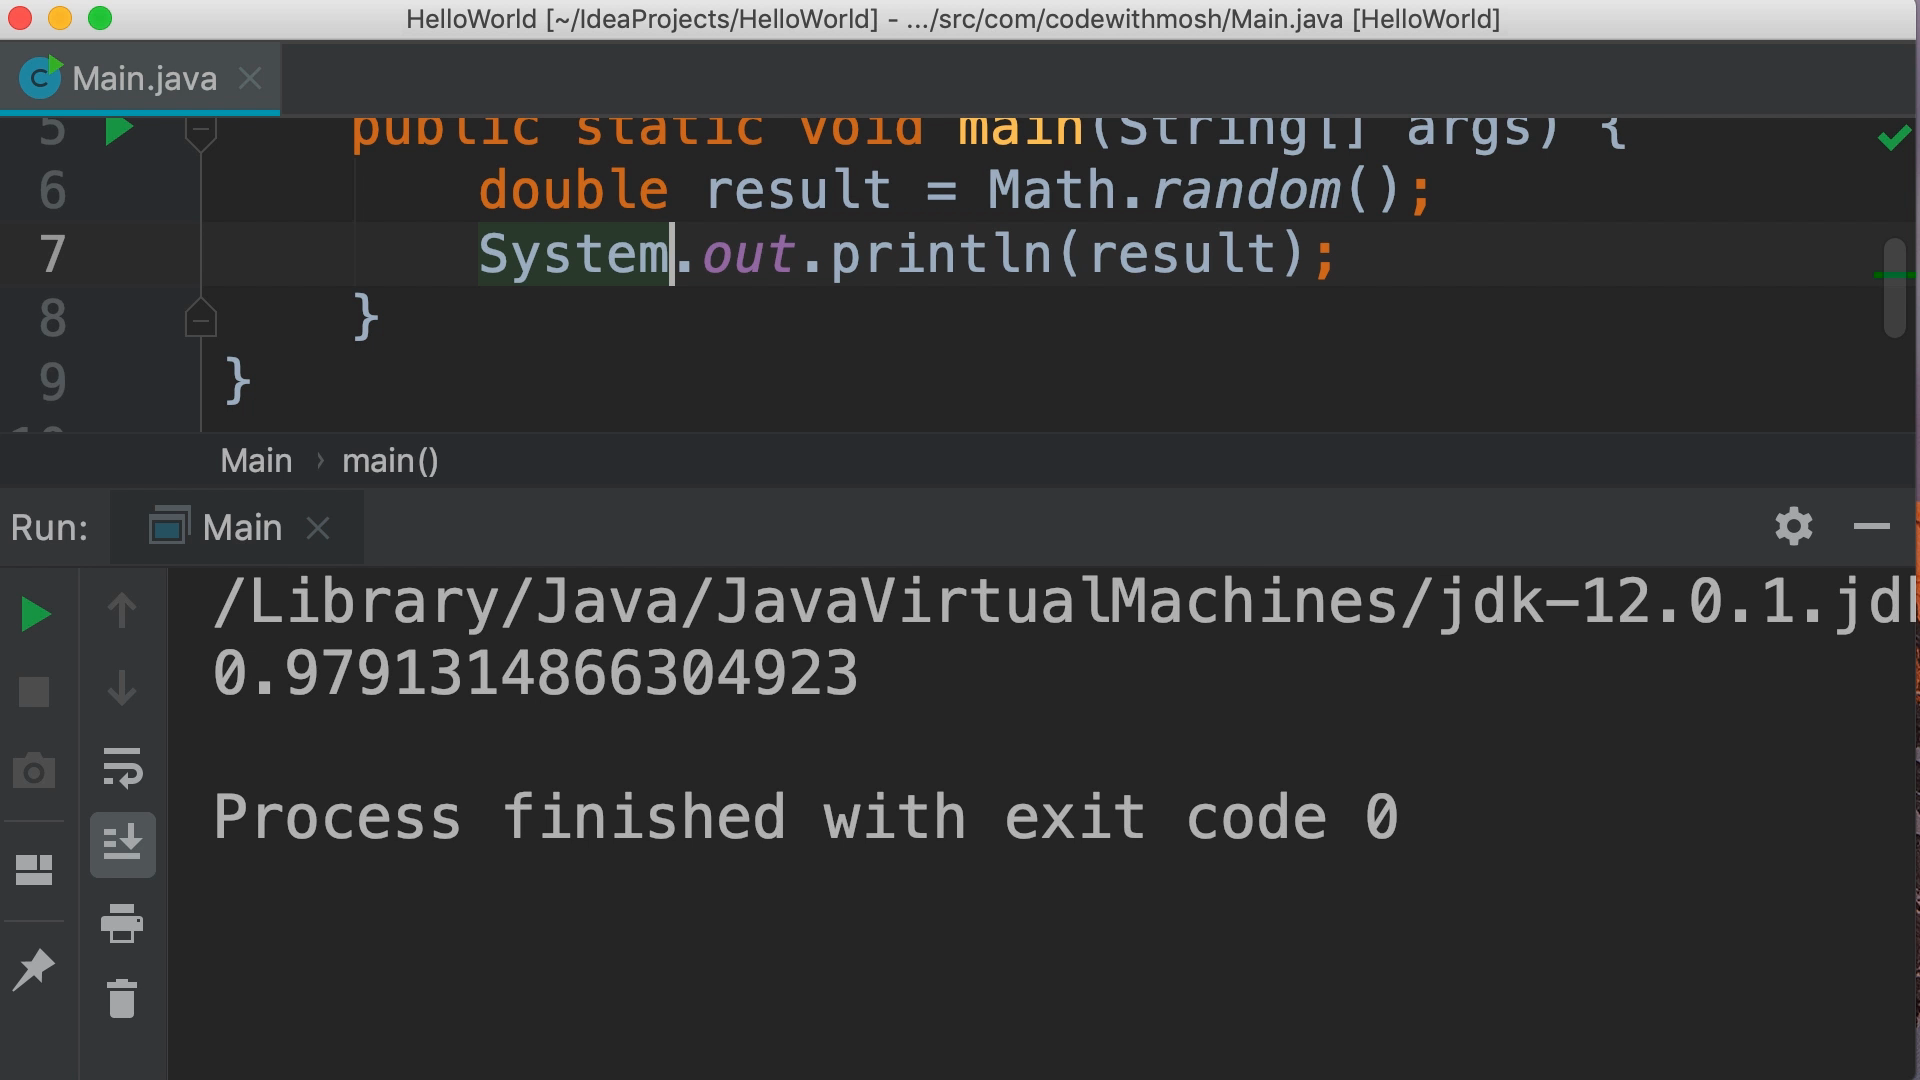 HelloWorld [~/IdeaProjects/HelloWorld] - .../src/com/codewithmosh/Main.java [HelloWorld]
Main.java
5 public static void main(String[] args) {
6 double result = Math.random();
7 System.out.println(result);
8 }
9 }
10
Main › main()
Run: Main
/Library/Java/JavaVirtualMachines/jdk-12.0.1.jdk
0.9791314866304923
Process finished with exit code 0